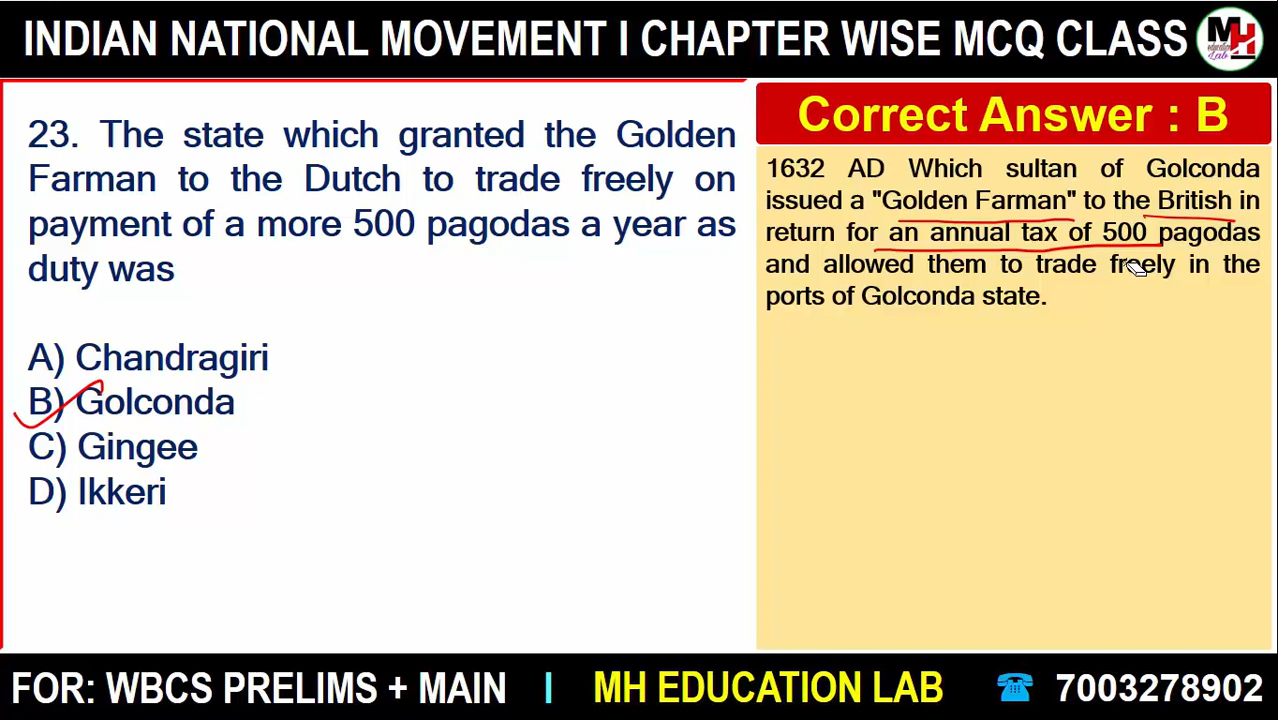 INDIAN NATIONAL MOVEMENT I CHAPTER WISE MCQ CLASS
MH
education
Lab
23. The state which granted the Golden
Farman to the Dutch to trade freely on
payment of a more 500 pagodas a year as
duty was
A) Chandragiri
B) Golconda
C) Gingee
D) Ikkeri
Correct Answer : B
1632 AD Which sultan of Golconda
issued a "Golden Farman" to the British in
return for an annual tax of 500 pagodas
and allowed them to trade freely in the
ports of Golconda state.
FOR: WBCS PRELIMS + MAIN I MH EDUCATION LAB ☎ 7003278902